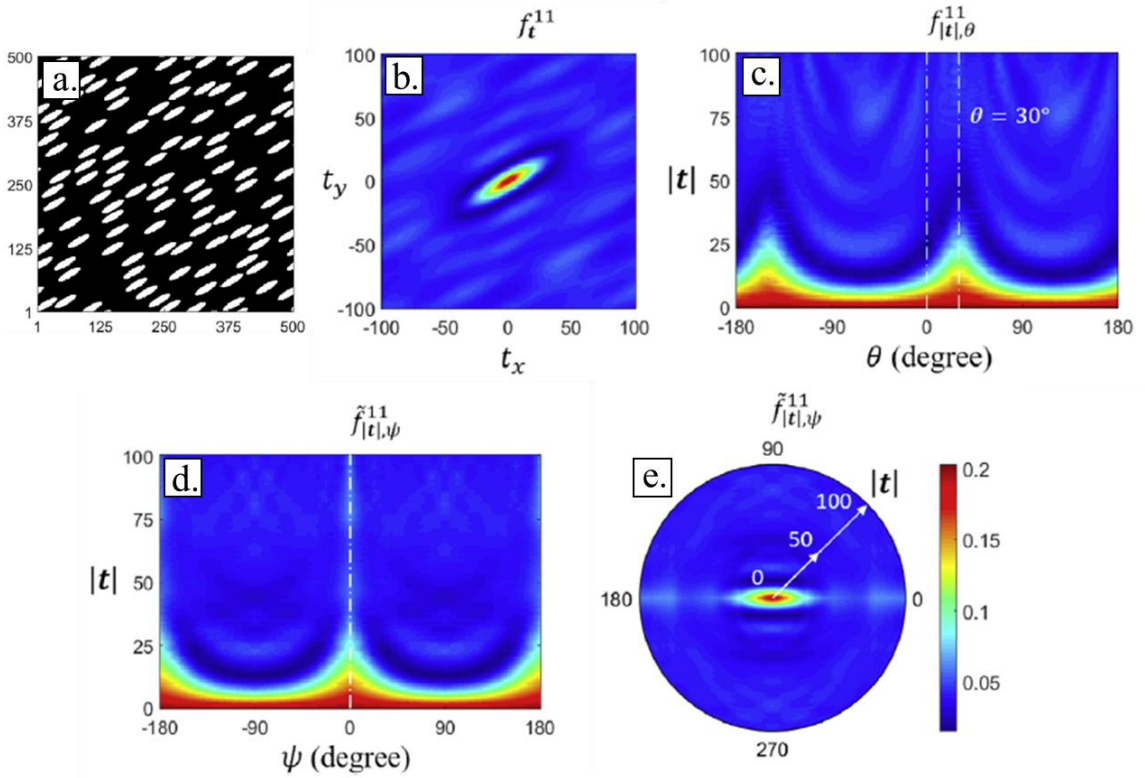 a.
500
375
250
125
1
1 125 250 375 500
f_t^{11}
b.
100
50
t_y 0
-50
-100
-100 -50 0 50 100
t_x
f_{|t|,θ}^{11}
c.
100
75
θ = 30°
|t| 50
25
0
-180 -90 0 90 180
θ (degree)
f̃_{|t|,ψ}^{11}
d.
100
75
|t| 50
25
0
-180 -90 0 90 180
ψ (degree)
f̃_{|t|,ψ}^{11}
e.
90
|t|
100
50
0
180 0
270
0.2
0.15
0.1
0.05